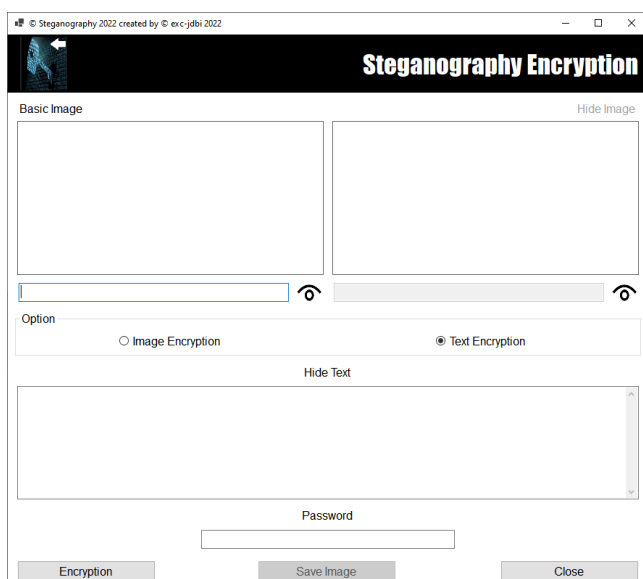 © Steganography 2022 created by © exc-jdbi 2022
Steganography Encryption
Basic Image
Hide Image
Option
Image Encryption
Text Encryption
Hide Text
Password
Encryption
Save Image
Close